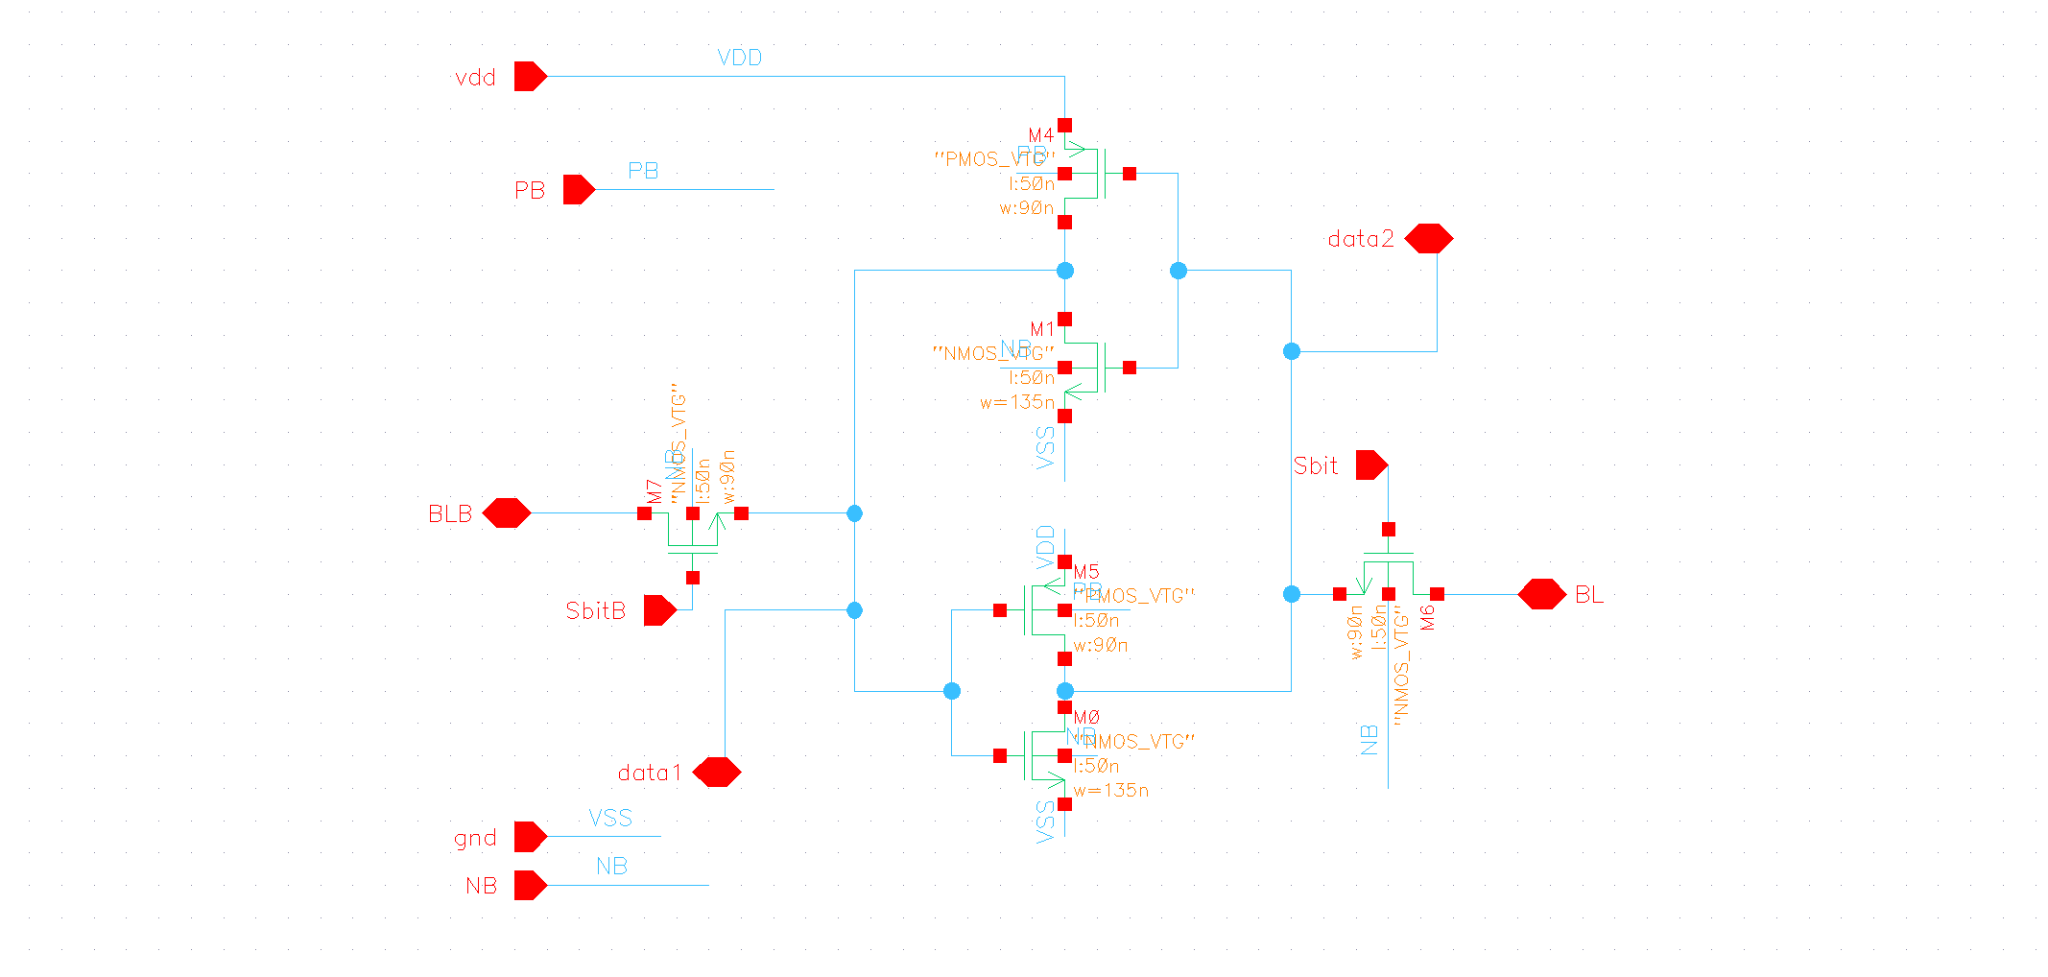 VDD
vdd
M4
PB
"PMOS_VTG"
l:50n
w:90n
PB
PB
data2
M1
NB
"NMOS_VTG"
l:50n
w=135n
VSS
Sbit
BLB
M7
NB
"NMOS_VTG"
l:50n
w:90n
SbitB
VDD
M5
PB
"PMOS_VTG"
l:50n
w:90n
BL
w:90n
l:50n
"NMOS_VTG"
M6
NB
M0
NB
"NMOS_VTG"
l:50n
w=135n
VSS
data1
VSS
gnd
NB
NB